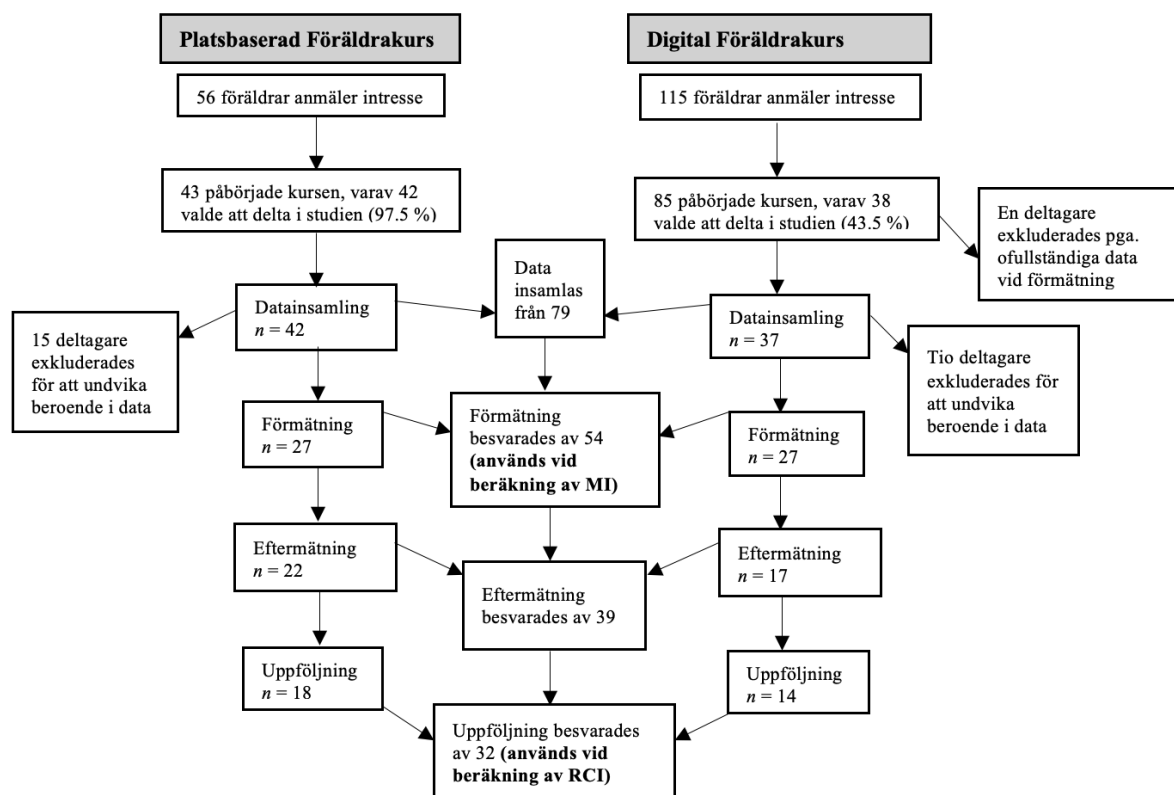 Platsbaserad Föräldrakurs
Digital Föräldrakurs
56 föräldrar anmäler intresse
115 föräldrar anmäler intresse
43 påbörjade kursen, varav 42
valde att delta i studien (97.5 %)
85 påbörjade kursen, varav 38
valde att delta i studien (43.5 %)
En deltagare
exkluderades pga.
ofullständiga data
vid förmätning
Data
insamlas
från 79
Datainsamling
n = 42
Datainsamling
n = 37
15 deltagare
exkluderades
för att undvika
beroende i data
Tio deltagare
exkluderades för
att undvika
beroende i data
Förmätning
n = 27
Förmätning
besvarades av 54
(används vid
beräkning av MI)
Förmätning
n = 27
Eftermätning
n = 22
Eftermätning
besvarades av 39
Eftermätning
n = 17
Uppföljning
n = 18
Uppföljning
n = 14
Uppföljning besvarades
av 32 (används vid
beräkning av RCI)